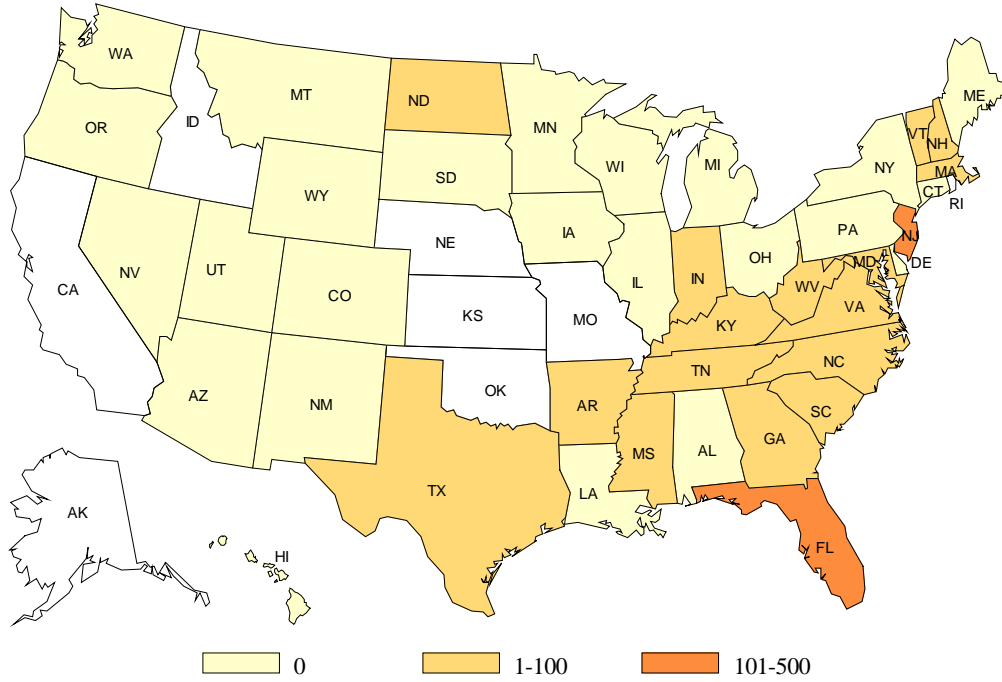 WA
MT
ND
MN
ME
OR
ID
WI
MI
VT
NH
NY
MA
WY
SD
CT
RI
IA
PA
NJ
NE
OH
DE
NV
UT
IL
IN
MD
CO
WV
CA
KS
MO
VA
KY
NC
TN
AZ
NM
OK
AR
SC
GA
MS
AL
TX
LA
AK
FL
HI
0
1-100
101-500